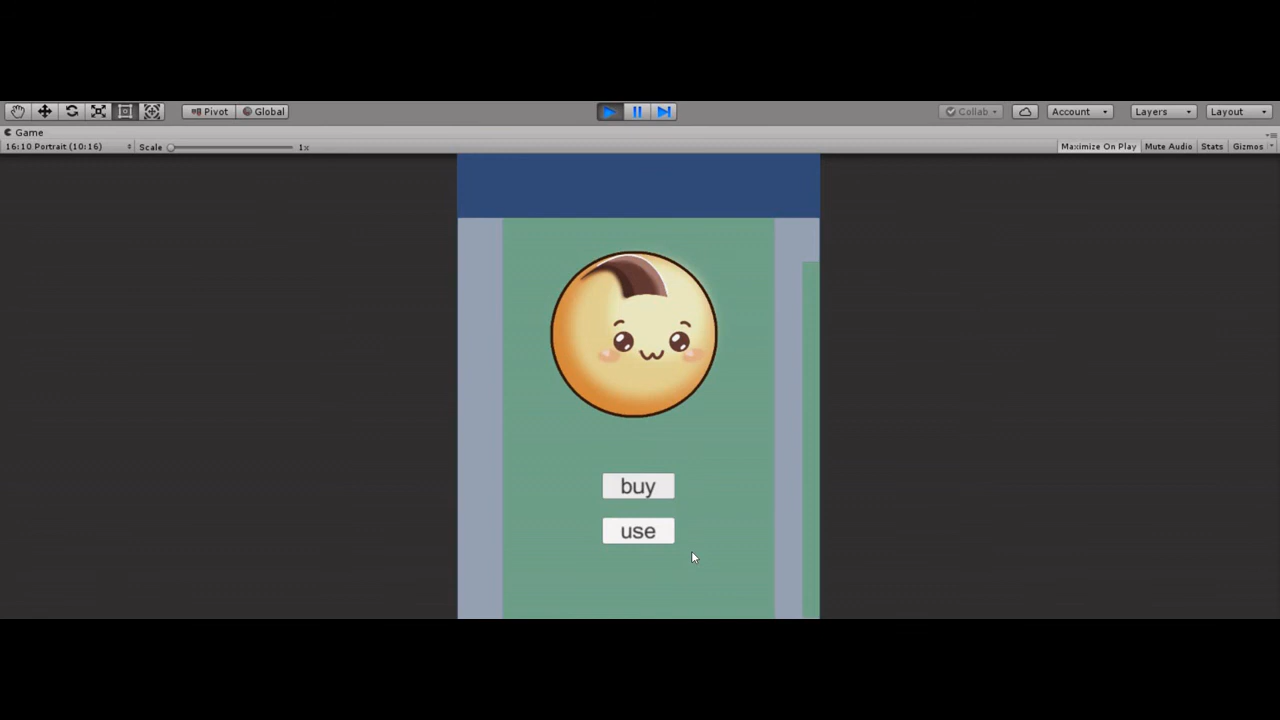 Pivot Global Collab Account Layers Layout
Game
16:10 Portrait (10:16) Scale 1x Maximize On Play Mute Audio Stats Gizmos
buy
use